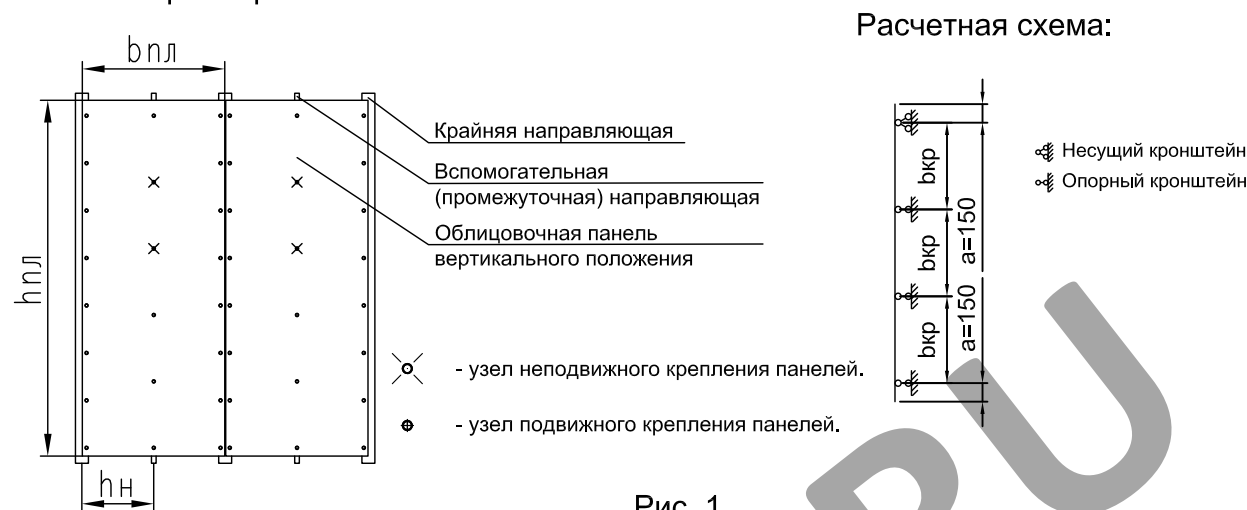 Расчетная схема:
bпл
hпл
hн
Крайняя направляющая
Вспомогательная
(промежуточная) направляющая
Облицовочная панель
вертикального положения
- узел неподвижного крепления панелей.
- узел подвижного крепления панелей.
bкр
bкр
bкр
a=150
a=150
Несущий кронштейн
Опорный кронштейн
Рис. 1